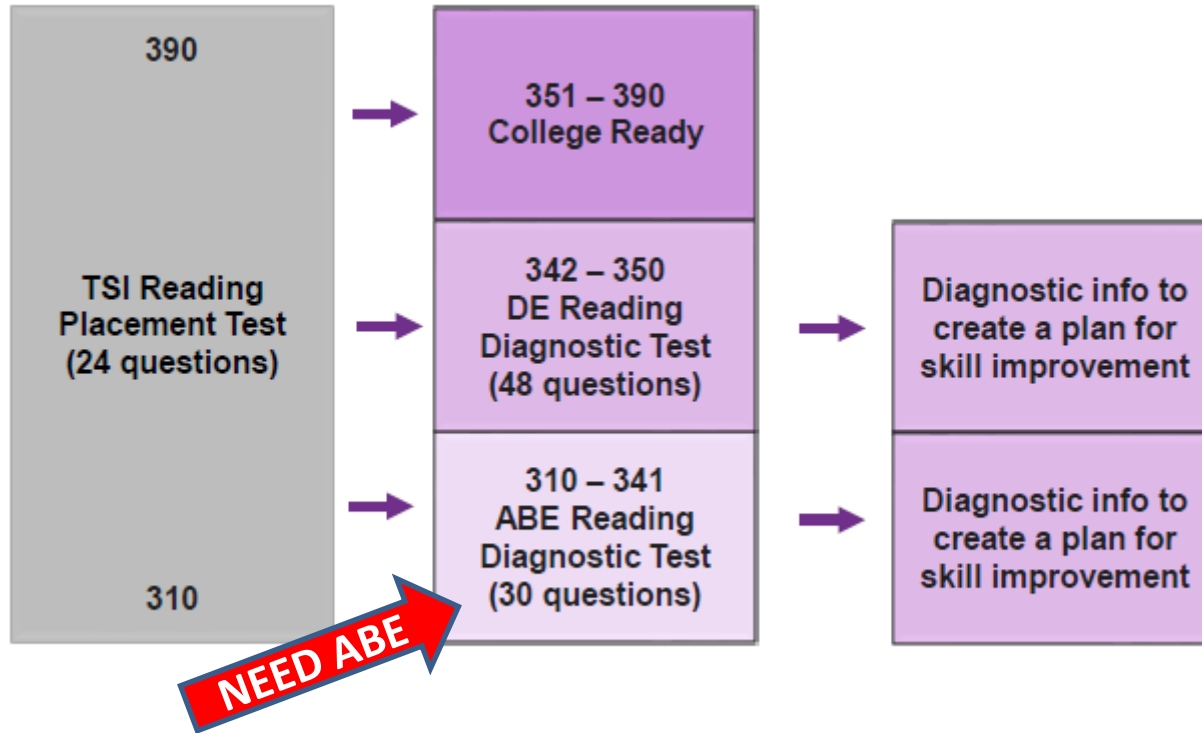 390
TSI Reading
Placement Test
(24 questions)
310
351 – 390
College Ready
342 – 350
DE Reading
Diagnostic Test
(48 questions)
310 – 341
ABE Reading
Diagnostic Test
(30 questions)
Diagnostic info to
create a plan for
skill improvement
Diagnostic info to
create a plan for
skill improvement
NEED ABE